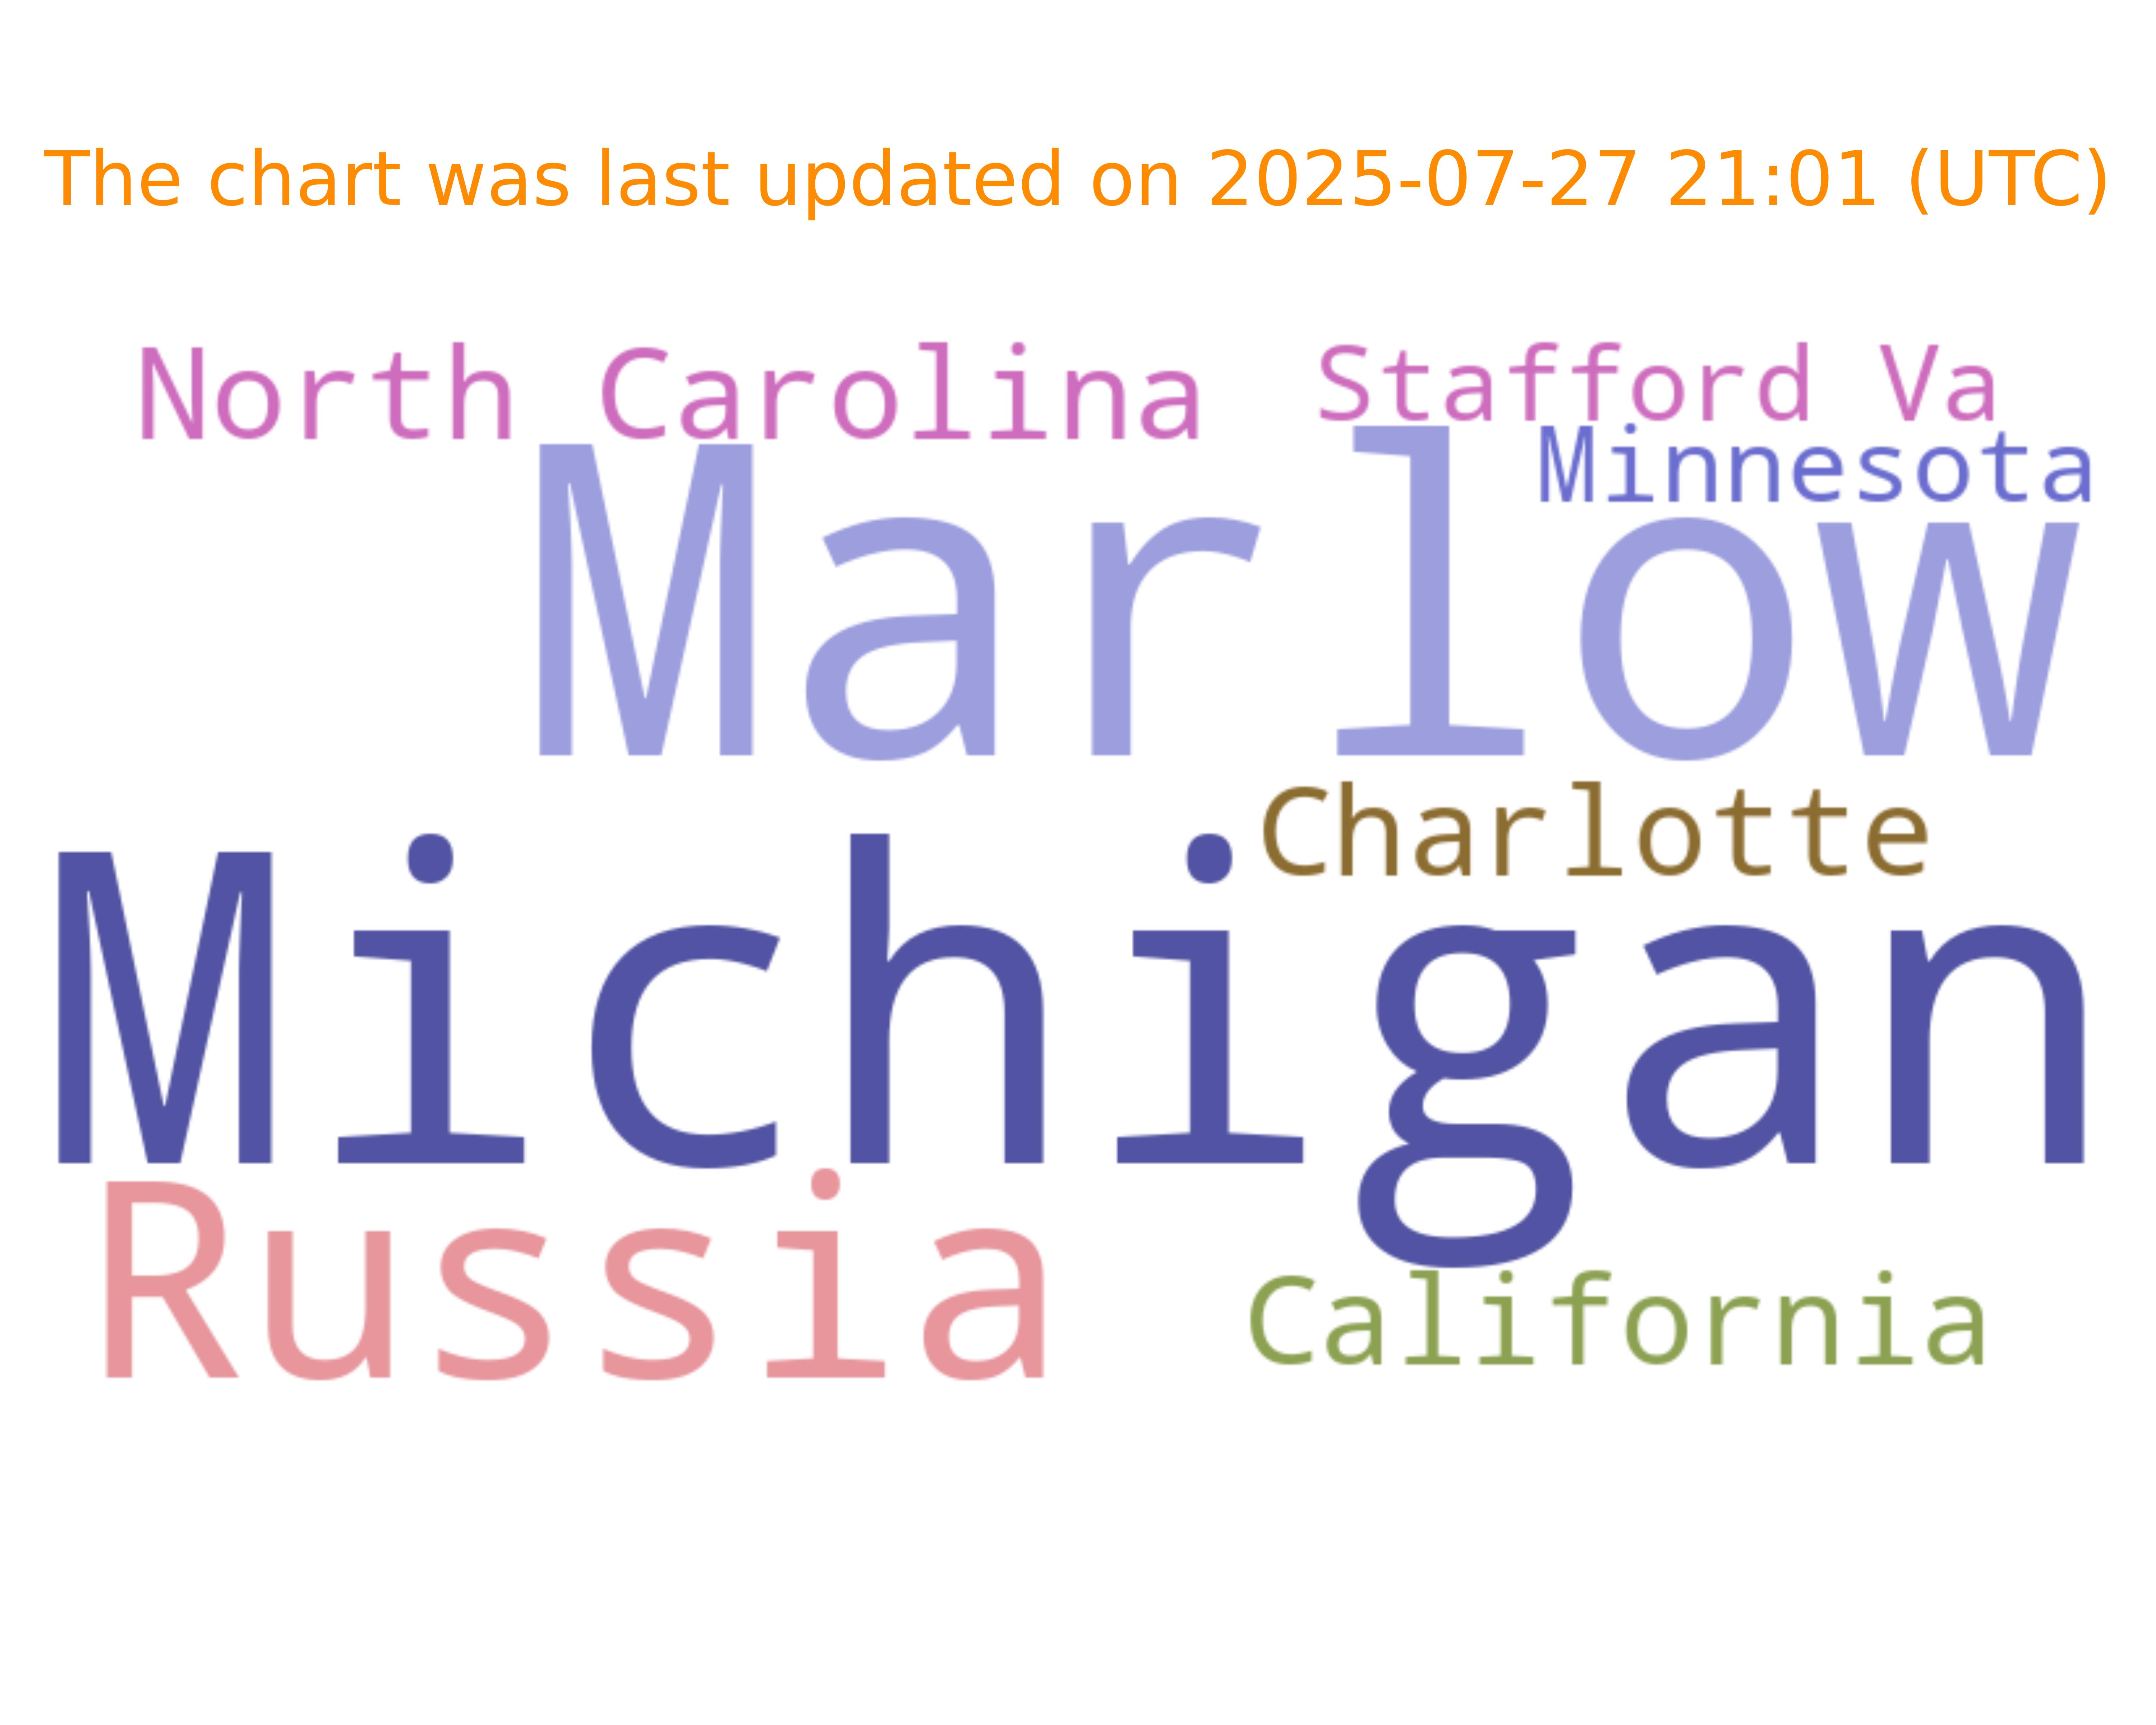 The chart was last updated on 2025-07-27 21:01 (UTC)
North Carolina
Stafford Va
Minnesota
Marlow
Charlotte
Michigan
Russia
California